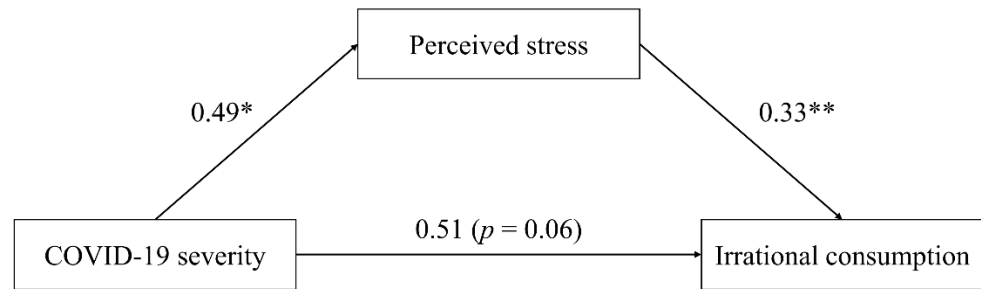 Perceived stress
0.49*
0.33**
0.51 (p = 0.06)
COVID-19 severity
Irrational consumption